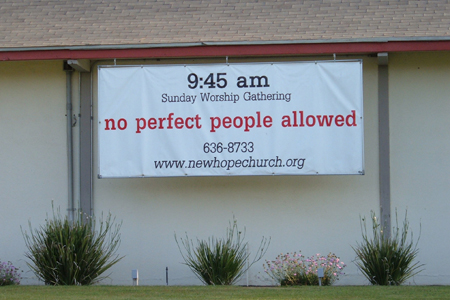 9:45 am
Sunday Worship Gathering
no perfect people allowed
636-8733
www.newhopechurch.org